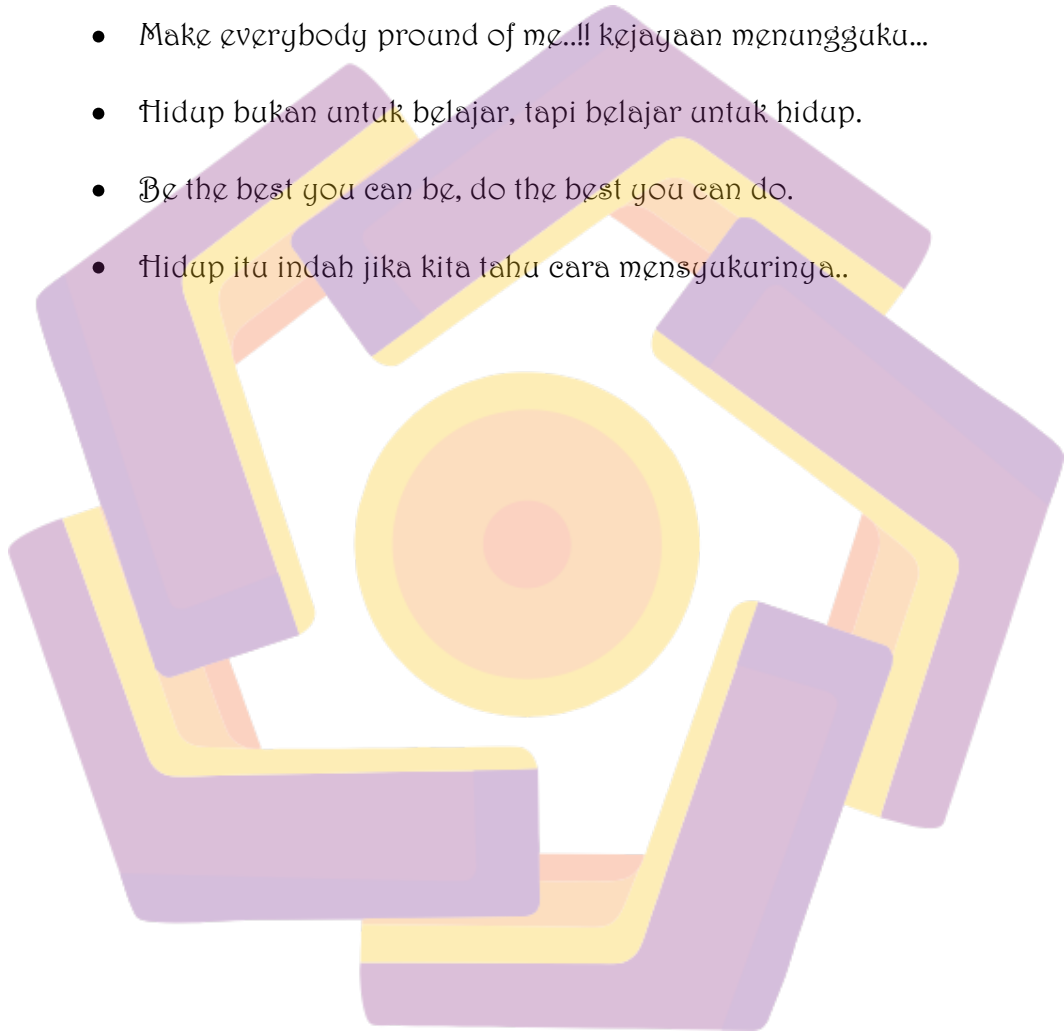 • Make everybody pround of me..!! kejayaan menungguku...
• Hidup bukan untuk belajar, tapi belajar untuk hidup.
• Be the best you can be, do the best you can do.
• Hidup itu indah jika kita tahu cara mensyukurinya..